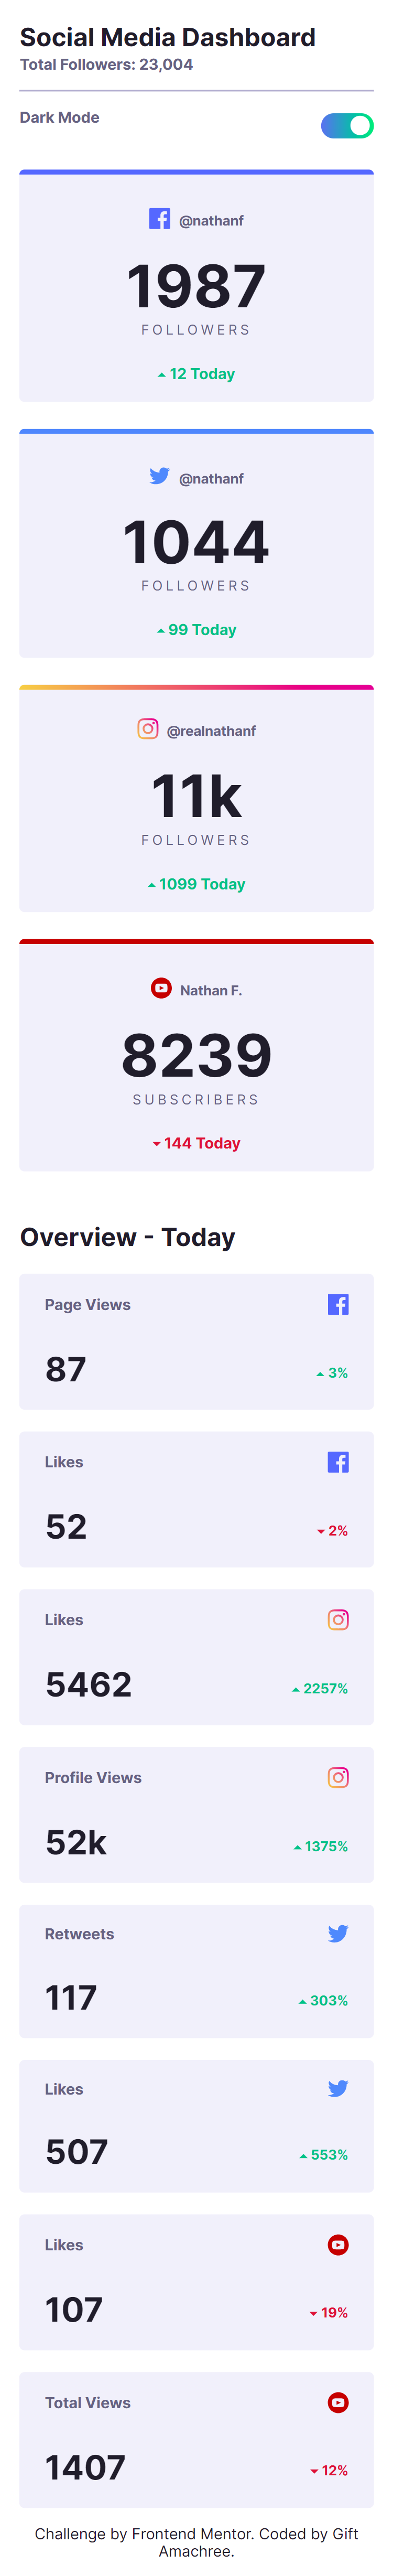 Social Media Dashboard
Total Followers: 23,004
Dark Mode
@nathanf
1987
FOLLOWERS
12 Today
@nathanf
1044
FOLLOWERS
99 Today
@realnathanf
11k
FOLLOWERS
1099 Today
Nathan F.
8239
SUBSCRIBERS
144 Today
Overview - Today
Page Views
87
3%
Likes
52
2%
Likes
5462
2257%
Profile Views
52k
1375%
Retweets
117
303%
Likes
507
553%
Likes
107
19%
Total Views
1407
12%
Challenge by Frontend Mentor. Coded by Gift
Amachree.